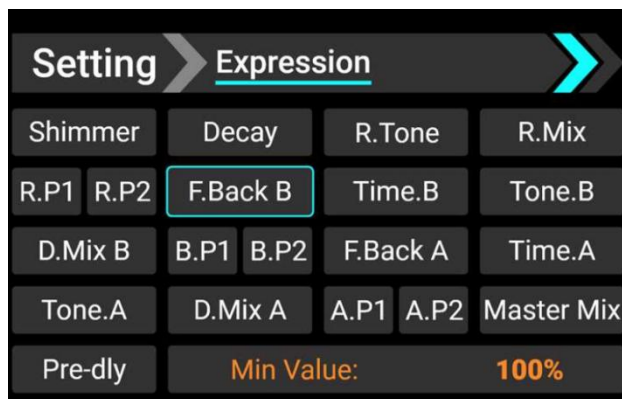 Setting Expression
Shimmer Decay R.Tone R.Mix
R.P1 R.P2 F.Back B Time.B Tone.B
D.Mix B B.P1 B.P2 F.Back A Time.A
Tone.A D.Mix A A.P1 A.P2 Master Mix
Pre-dly Min Value: 100%